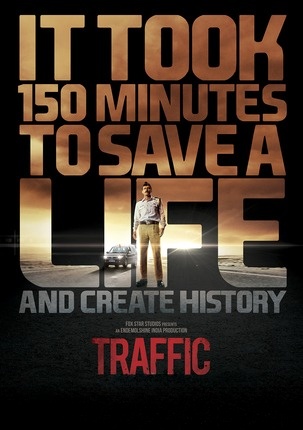 IT TOOK
150 MINUTES
TO SAVE A
LIFE
AND CREATE HISTORY
FOX STAR STUDIOS PRESENTS
AN ENDEMOLSHINE INDIA PRODUCTION
TRAFFIC